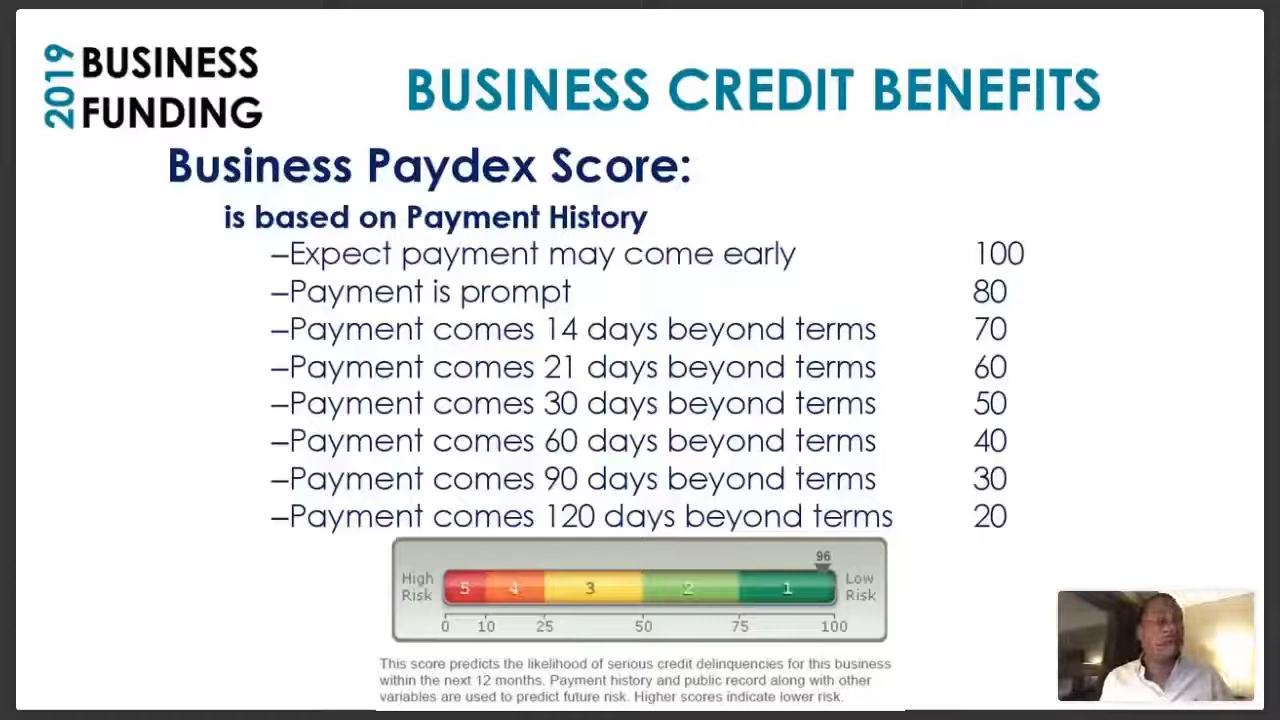 2019
BUSINESS
FUNDING
BUSINESS CREDIT BENEFITS
Business Paydex Score:
is based on Payment History
–Expect payment may come early 100
–Payment is prompt 80
–Payment comes 14 days beyond terms 70
–Payment comes 21 days beyond terms 60
–Payment comes 30 days beyond terms 50
–Payment comes 60 days beyond terms 40
–Payment comes 90 days beyond terms 30
–Payment comes 120 days beyond terms 20
96
High Risk
5 4 3 2 1
Low Risk
0 10 25 50 75 100
This score predicts the likelihood of serious credit delinquencies for this business
within the next 12 months. Payment history and public record along with other
variables are used to predict future risk. Higher scores indicate lower risk.